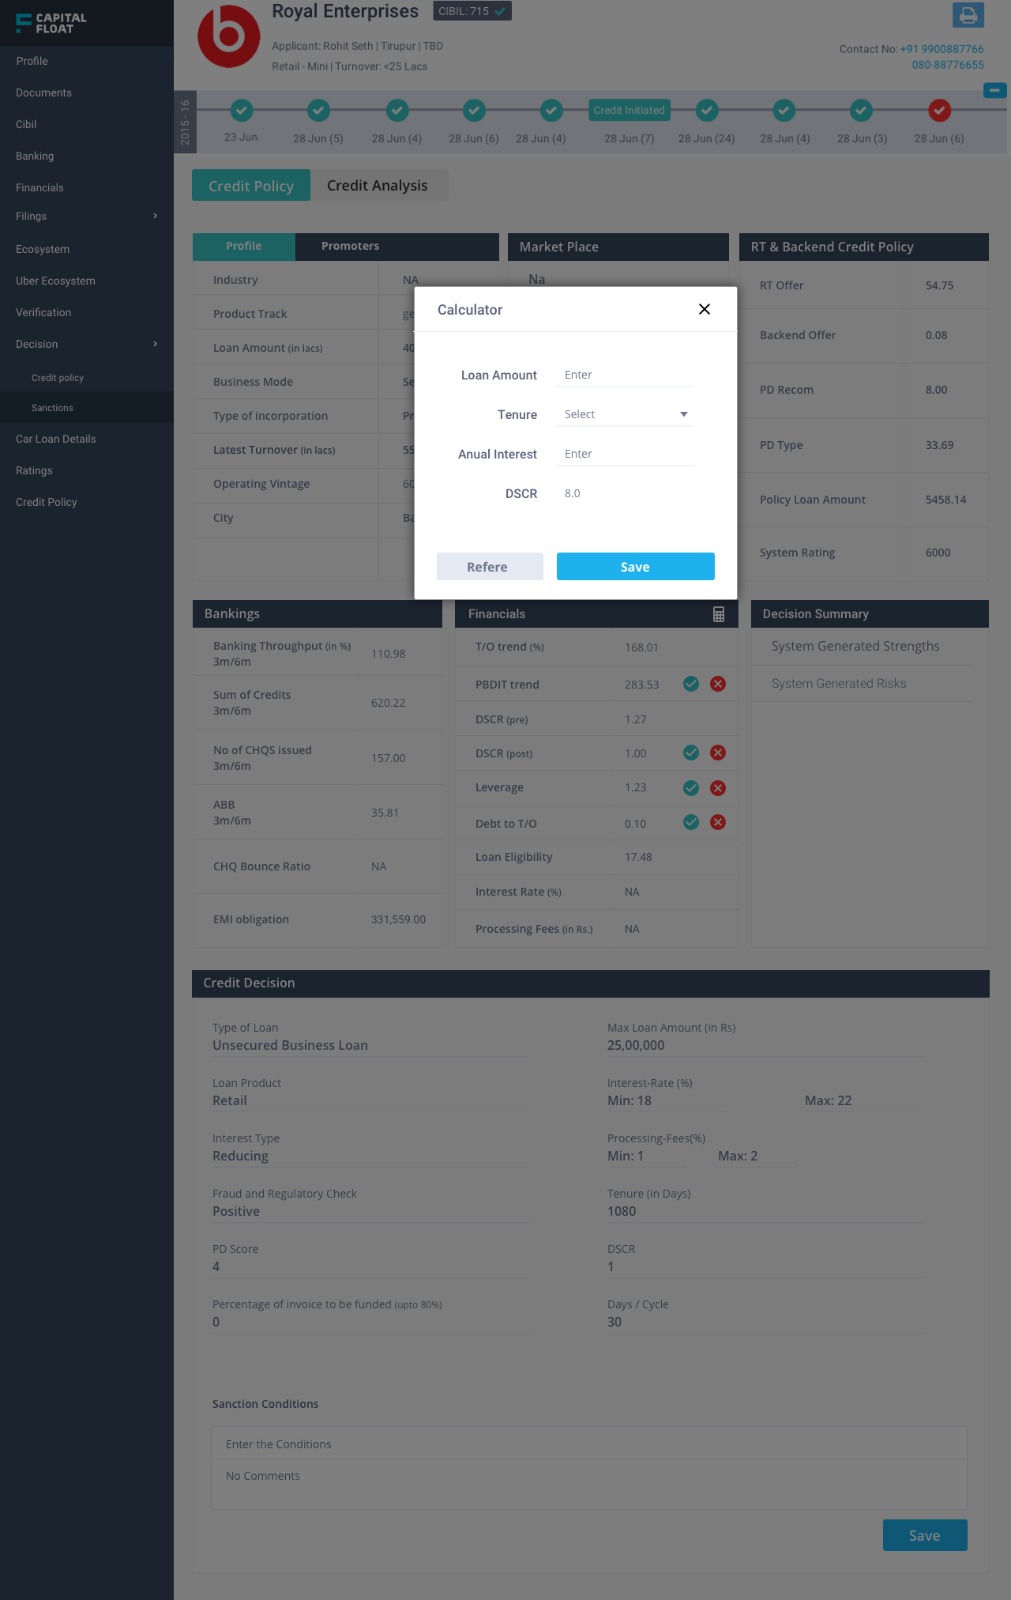 CAPITAL
FLOAT
Profile
Documents
Cibil
Banking
Financials
Filings
Ecosystem
Uber Ecosystem
Verification
Decision
Credit policy
Sanctions
Car Loan Details
Ratings
Credit Policy
b
Royal Enterprises CIBIL: 715
Applicant: Rohit Seth | Tirupur | TBD
Retail - Mini | Turnover: <25 Lacs
Contact No: +91 9900887766
080-88776655
2015 - 16
Credit Initiated
23 Jun 28 Jun (5) 28 Jun (4) 28 Jun (6) 28 Jun (4) 28 Jun (7) 28 Jun (24) 28 Jun (4) 28 Jun (3) 28 Jun (6)
Credit Policy Credit Analysis
Profile Promoters
Industry NA
Product Track
Loan Amount (in lacs) 40
Business Mode Se
Type of incorporation Pr
Latest Turnover (in lacs) 55
Operating Vintage 60
City Ba
Market Place
Na
RT & Backend Credit Policy
RT Offer 54.75
Backend Offer 0.08
PD Recom 8.00
PD Type 33.69
Policy Loan Amount 5458.14
System Rating 6000
Calculator
Loan Amount Enter
Tenure Select
Anual Interest Enter
DSCR 8.0
Refere Save
Bankings
Banking Throughput (in %)
3m/6m 110.98
Sum of Credits
3m/6m 620.22
No of CHQS issued
3m/6m 157.00
ABB
3m/6m 35.81
CHQ Bounce Ratio NA
EMI obligation 331,559.00
Financials
T/O trend (%) 168.01
PBDIT trend 283.53
DSCR (pre) 1.27
DSCR (post) 1.00
Leverage 1.23
Debt to T/O 0.10
Loan Eligibility 17.48
Interest Rate (%) NA
Processing Fees (in Rs.) NA
Decision Summary
System Generated Strengths
System Generated Risks
Credit Decision
Type of Loan
Unsecured Business Loan
Max Loan Amount (in Rs)
25,00,000
Loan Product
Retail
Interest-Rate (%)
Min: 18 Max: 22
Interest Type
Reducing
Processing-Fees(%)
Min: 1 Max: 2
Fraud and Regulatory Check
Positive
Tenure (in Days)
1080
PD Score
4
DSCR
1
Percentage of invoice to be funded (upto 80%)
0
Days / Cycle
30
Sanction Conditions
Enter the Conditions
No Comments
Save